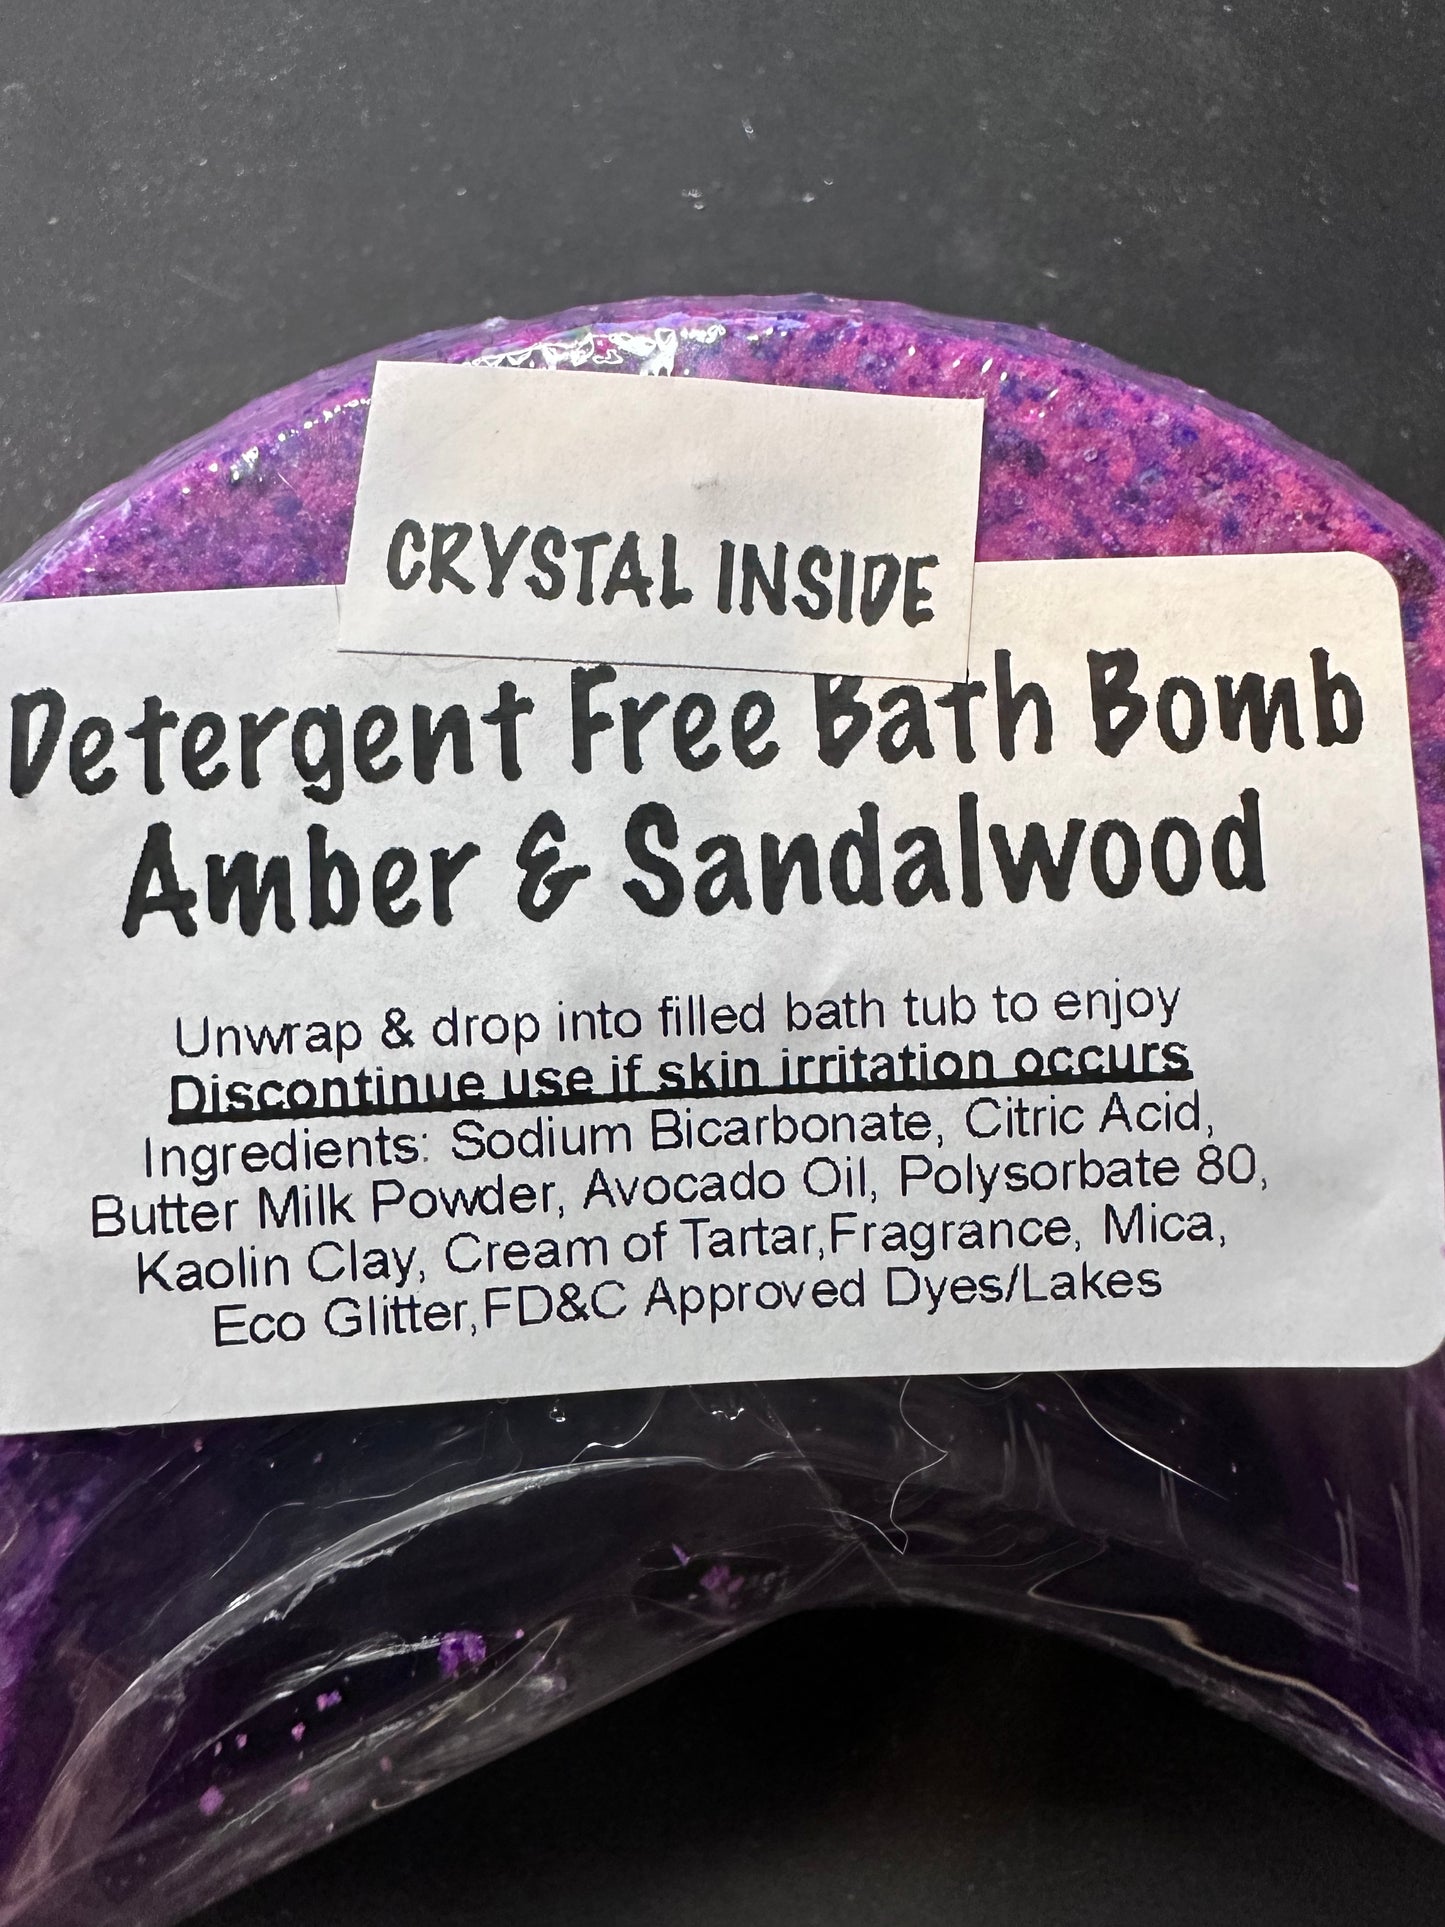 CRYSTAL INSIDE
Detergent Free Bath Bomb
Amber & Sandalwood
Unwrap & drop into filled bath tub to enjoy
Discontinue use if skin irritation occurs
Ingredients: Sodium Bicarbonate, Citric Acid,
Butter Milk Powder, Avocado Oil, Polysorbate 80,
Kaolin Clay, Cream of Tartar,Fragrance, Mica,
Eco Glitter,FD&C Approved Dyes/Lakes